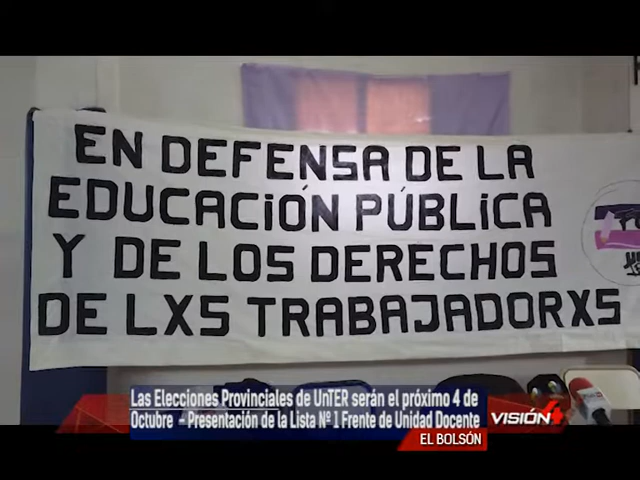 EN DEFENSA DE LA
EDUCACIÓN PÚBLICA
Y DE LOS DERECHOS
DE LXS TRABAJADORXS
Las Elecciones Provinciales de UnTER serán el próximo 4 de
Octubre – Presentación de la Lista Nº 1 Frente de Unidad Docente
VISIÓN 4
EL BOLSÓN